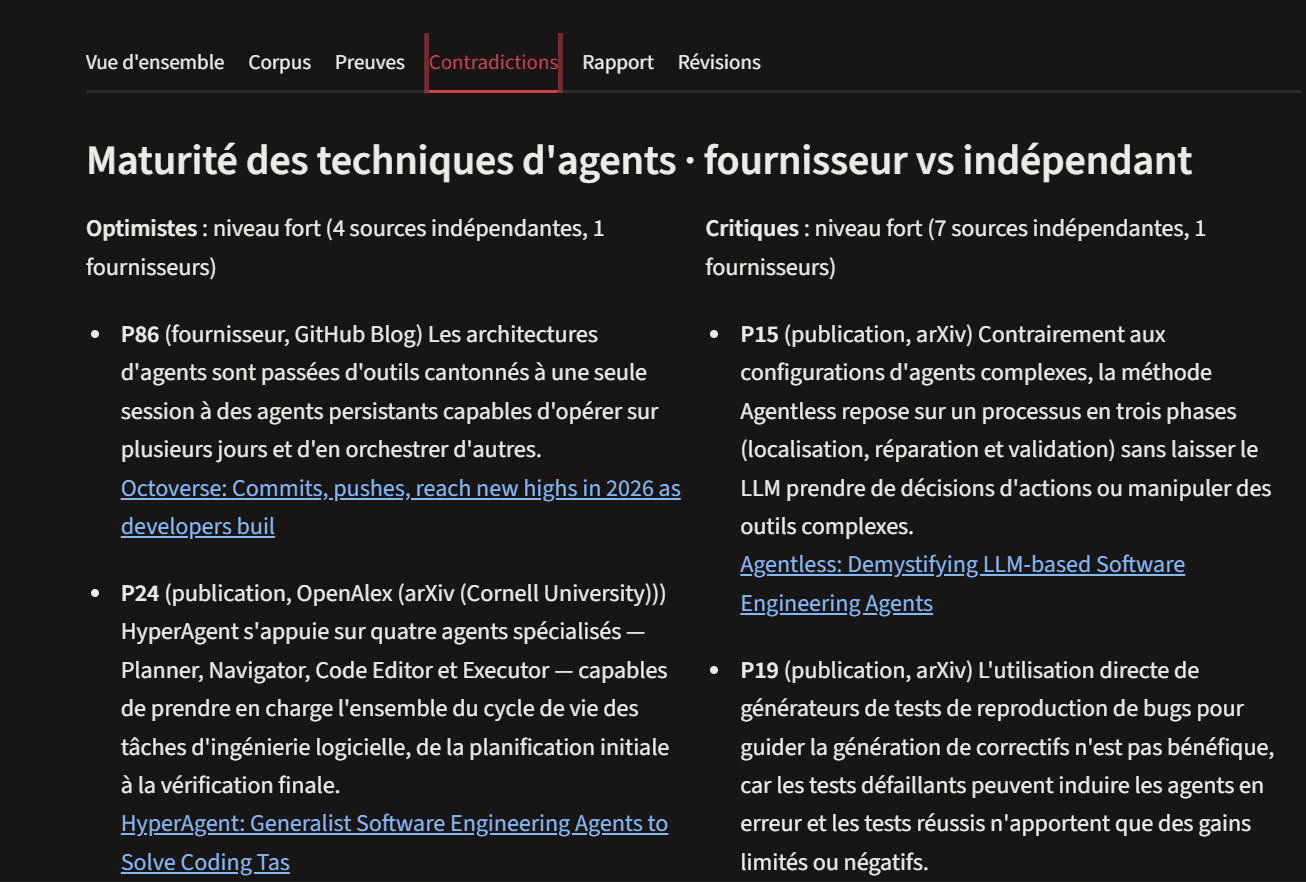 Vue d'ensemble Corpus Preuves Contradictions Rapport Révisions
Maturité des techniques d'agents · fournisseur vs indépendant
Optimistes : niveau fort (4 sources indépendantes, 1
fournisseurs)
P86 (fournisseur, GitHub Blog) Les architectures
d'agents sont passées d'outils cantonnés à une seule
session à des agents persistants capables d'opérer sur
plusieurs jours et d'en orchestrer d'autres.
Octoverse: Commits, pushes, reach new highs in 2026 as
developers buil
P24 (publication, OpenAlex (arXiv (Cornell University)))
HyperAgent s'appuie sur quatre agents spécialisés —
Planner, Navigator, Code Editor et Executor — capables
de prendre en charge l'ensemble du cycle de vie des
tâches d'ingénierie logicielle, de la planification initiale
à la vérification finale.
HyperAgent: Generalist Software Engineering Agents to
Solve Coding Tas
Critiques : niveau fort (7 sources indépendantes, 1
fournisseurs)
P15 (publication, arXiv) Contrairement aux
configurations d'agents complexes, la méthode
Agentless repose sur un processus en trois phases
(localisation, réparation et validation) sans laisser le
LLM prendre de décisions d'actions ou manipuler des
outils complexes.
Agentless: Demystifying LLM-based Software
Engineering Agents
P19 (publication, arXiv) L'utilisation directe de
générateurs de tests de reproduction de bugs pour
guider la génération de correctifs n'est pas bénéfique,
car les tests défaillants peuvent induire les agents en
erreur et les tests réussis n'apportent que des gains
limités ou négatifs.